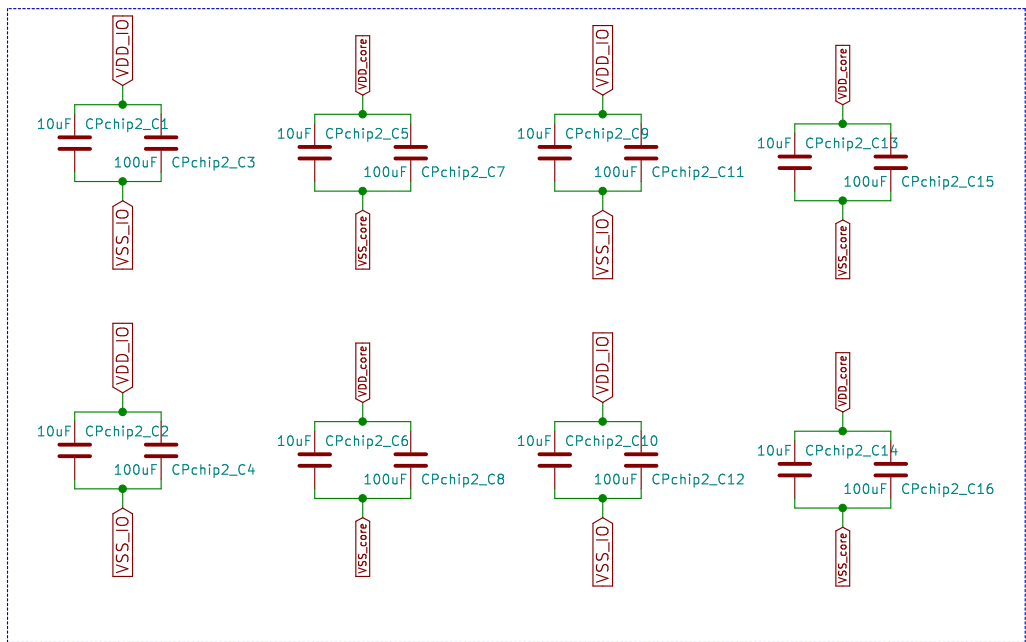 VDD_IO
10uF CPchip2_C1
100uF CPchip2_C3
VSS_IO
VDD_core
10uF CPchip2_C5
100uF CPchip2_C7
VSS_core
VDD_IO
10uF CPchip2_C9
100uF CPchip2_C11
VSS_IO
VDD_core
10uF CPchip2_C13
100uF CPchip2_C15
VSS_core
VDD_IO
10uF CPchip2_C2
100uF CPchip2_C4
VSS_IO
VDD_core
10uF CPchip2_C6
100uF CPchip2_C8
VSS_core
VDD_IO
10uF CPchip2_C10
100uF CPchip2_C12
VSS_IO
VDD_core
10uF CPchip2_C14
100uF CPchip2_C16
VSS_core